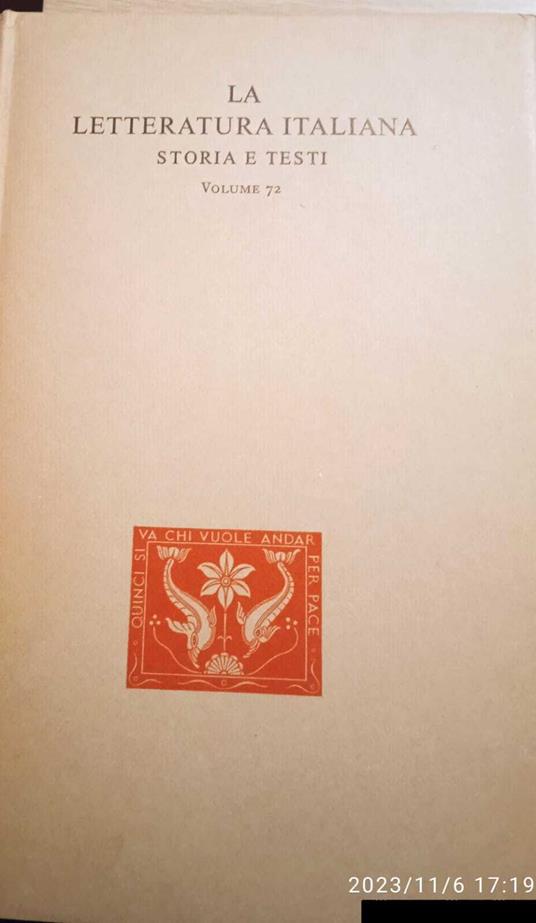 LA
LETTERATURA ITALIANA
STORIA E TESTI
VOLUME 72
QUINCI SI
VA CHI VUOLE ANDAR
PER PACE
2023/11/6 17:19